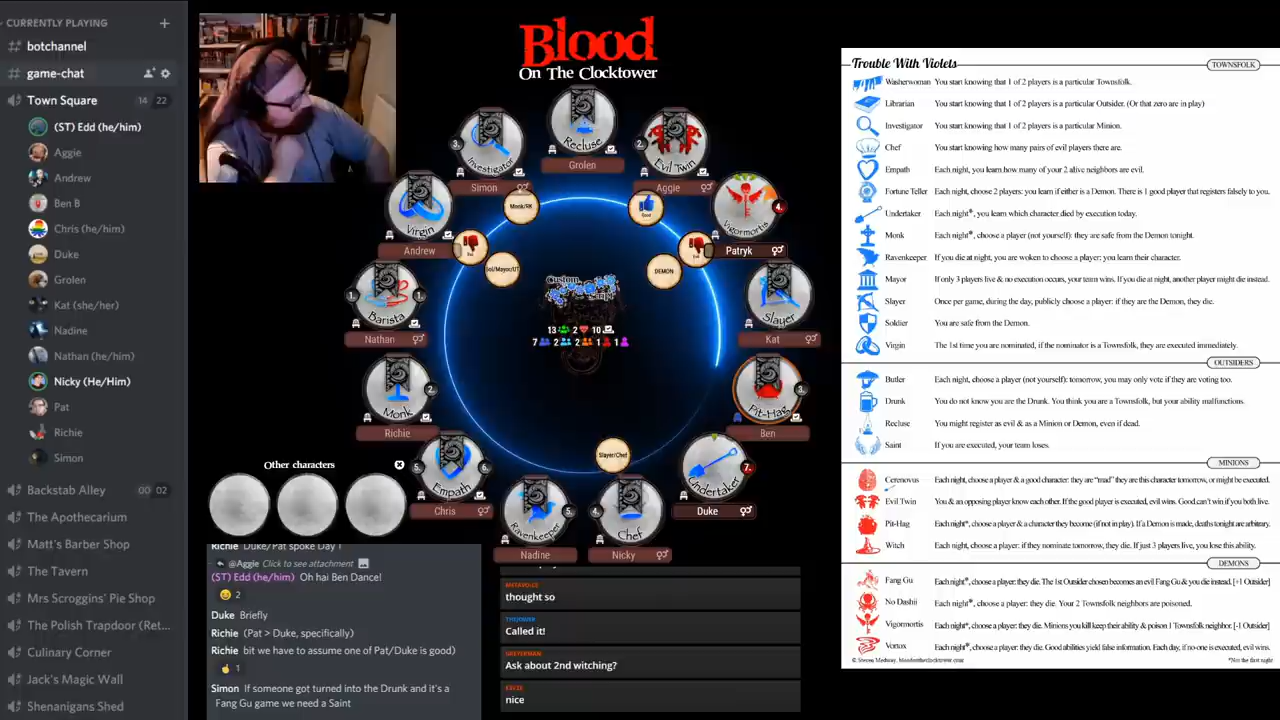 CURRENTLY PLAYING
botchannel
game-chat
Town Square 14 22
(ST) Edd (he/him)
Aggie
Andrew
Ben B
Chris (he/him)
Duke
Grolen
Kat (she/her)
Nadine
Nathan (he/him)
Nicky (He/Him)
Pat
Richie
Simon
Backstab Alley 00 02
The Apothecarium
Matt's Barber Shop
The Tavern
Mrs Sprongs' Pie Shop
The Polish Trapdoor (Ret...
Culinary Corner
Jack's Magic Wall
Shenanigans Shed
Blood
On The Clocktower
Recluse
Grolen
Investigator
Simon
Evil Twin
Aggie
Virgin
Andrew
Vigormortis
Patryk
Barista
Nathan
Slayer
Kat
Monk
Richie
Pit-Hag
Ben
Empath
Chris
Undertaker
Duke
Ravenkeeper
Nadine
Chef
Nicky
Monk/RK
Good
Sol/Mayor/UT
DEMON
Slayer/Chef
13 2 10
7 2 2 1 1
Other characters
Richie Duke/Pat spoke Day 1
@Aggie Click to see attachment
(ST) Edd (he/him) Oh hai Ben Dance!
2
Duke Briefly
Richie (Pat > Duke, specifically)
Richie bit we have to assume one of Pat/Duke is good)
1
Simon If someone got turned into the Drunk and it's a
Fang Gu game we need a Saint
thought so
Called it!
Ask about 2nd witching?
nice
Trouble With Violets
TOWNSFOLK
Washerwoman You start knowing that 1 of 2 players is a particular Townsfolk.
Librarian You start knowing that 1 of 2 players is a particular Outsider. (Or that zero are in play)
Investigator You start knowing that 1 of 2 players is a particular Minion.
Chef You start knowing how many pairs of evil players there are.
Empath Each night, you learn how many of your 2 alive neighbors are evil.
Fortune Teller Each night, choose 2 players: you learn if either is a Demon. There is 1 good player that registers falsely to you.
Undertaker Each night*, you learn which character died by execution today.
Monk Each night*, choose a player (not yourself): they are safe from the Demon tonight.
Ravenkeeper If you die at night, you are woken to choose a player; you learn their character.
Mayor If only 3 players live & no execution occurs, your team wins. If you die at night, another player might die instead.
Slayer Once per game, during the day, publicly choose a player: if they are the Demon, they die.
Soldier You are safe from the Demon.
Virgin The 1st time you are nominated, if the nominator is a Townsfolk, they are executed immediately.
OUTSIDERS
Butler Each night, choose a player (not yourself): tomorrow, you may only vote if they are voting too.
Drunk You do not know you are the Drunk. You think you are a Townsfolk, but your ability malfunctions.
Recluse You might register as evil & as a Minion or Demon, even if dead.
Saint If you are executed, your team loses.
MINIONS
Cerenovus Each night, choose a player & a good character: they are "mad" they are this character tomorrow, or might be executed.
Evil Twin You & an opposing player know each other. If the good player is executed, evil wins. Good can't win if you both live.
Pit-Hag Each night*, choose a player & a character they become (if not in play). If a Demon is made, deaths tonight are arbitrary.
Witch Each night, choose a player: if they nominate tomorrow, they die. If just 3 players live, you lose this ability.
DEMONS
Fang Gu Each night*, choose a player: they die. The 1st Outsider chosen becomes an evil Fang Gu & you die instead. [+1 Outsider]
No Dashii Each night*, choose a player: they die. Your 2 Townsfolk neighbors are poisoned.
Vigormortis Each night*, choose a player: they die. Minions you kill keep their ability & poison 1 Townsfolk neighbor. [-1 Outsider]
Vortox Each night*, choose a player: they die. Good abilities yield false information. Each day, if no-one is executed, evil wins.
*Not the first night